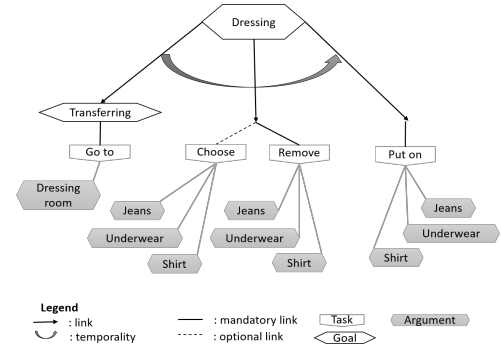 Dressing
Transferring
Go to
Choose
Remove
Put on
Dressing
room
Jeans
Jeans
Jeans
Underwear
Underwear
Underwear
Shirt
Shirt
Shirt
Legend
: link
: mandatory link
Task
Argument
: temporality
: optional link
Goal